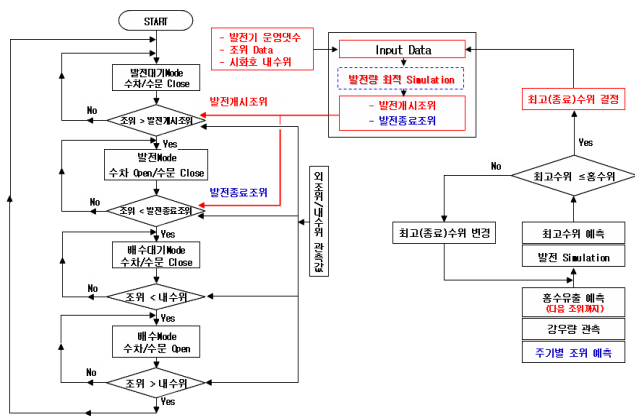 START
발전대기Mode
수차/수문 Close
No
조위 > 발전개시조위
Yes
발전Mode
수차 Open/수문 Close
No
조위 < 발전종료조위
Yes
배수대기Mode
수차/수문 Close
No
조위 < 내수위
Yes
배수Mode
수차/수문 Open
No
조위 > 내수위
Yes
- 발전기 운영댓수
- 조위 Data
- 시화호 내수위
발전개시조위
발전종료조위
Input Data
발전량 최적 Simulation
- 발전개시조위
- 발전종료조위
외조위/내수위 관측값
최고(종료)수위 결정
Yes
No
최고수위 ≤홍수위
최고(종료)수위 변경
최고수위 예측
발전 Simulation
홍수유출 예측
(다음 조위까지)
강우량 관측
주기별 조위 예측